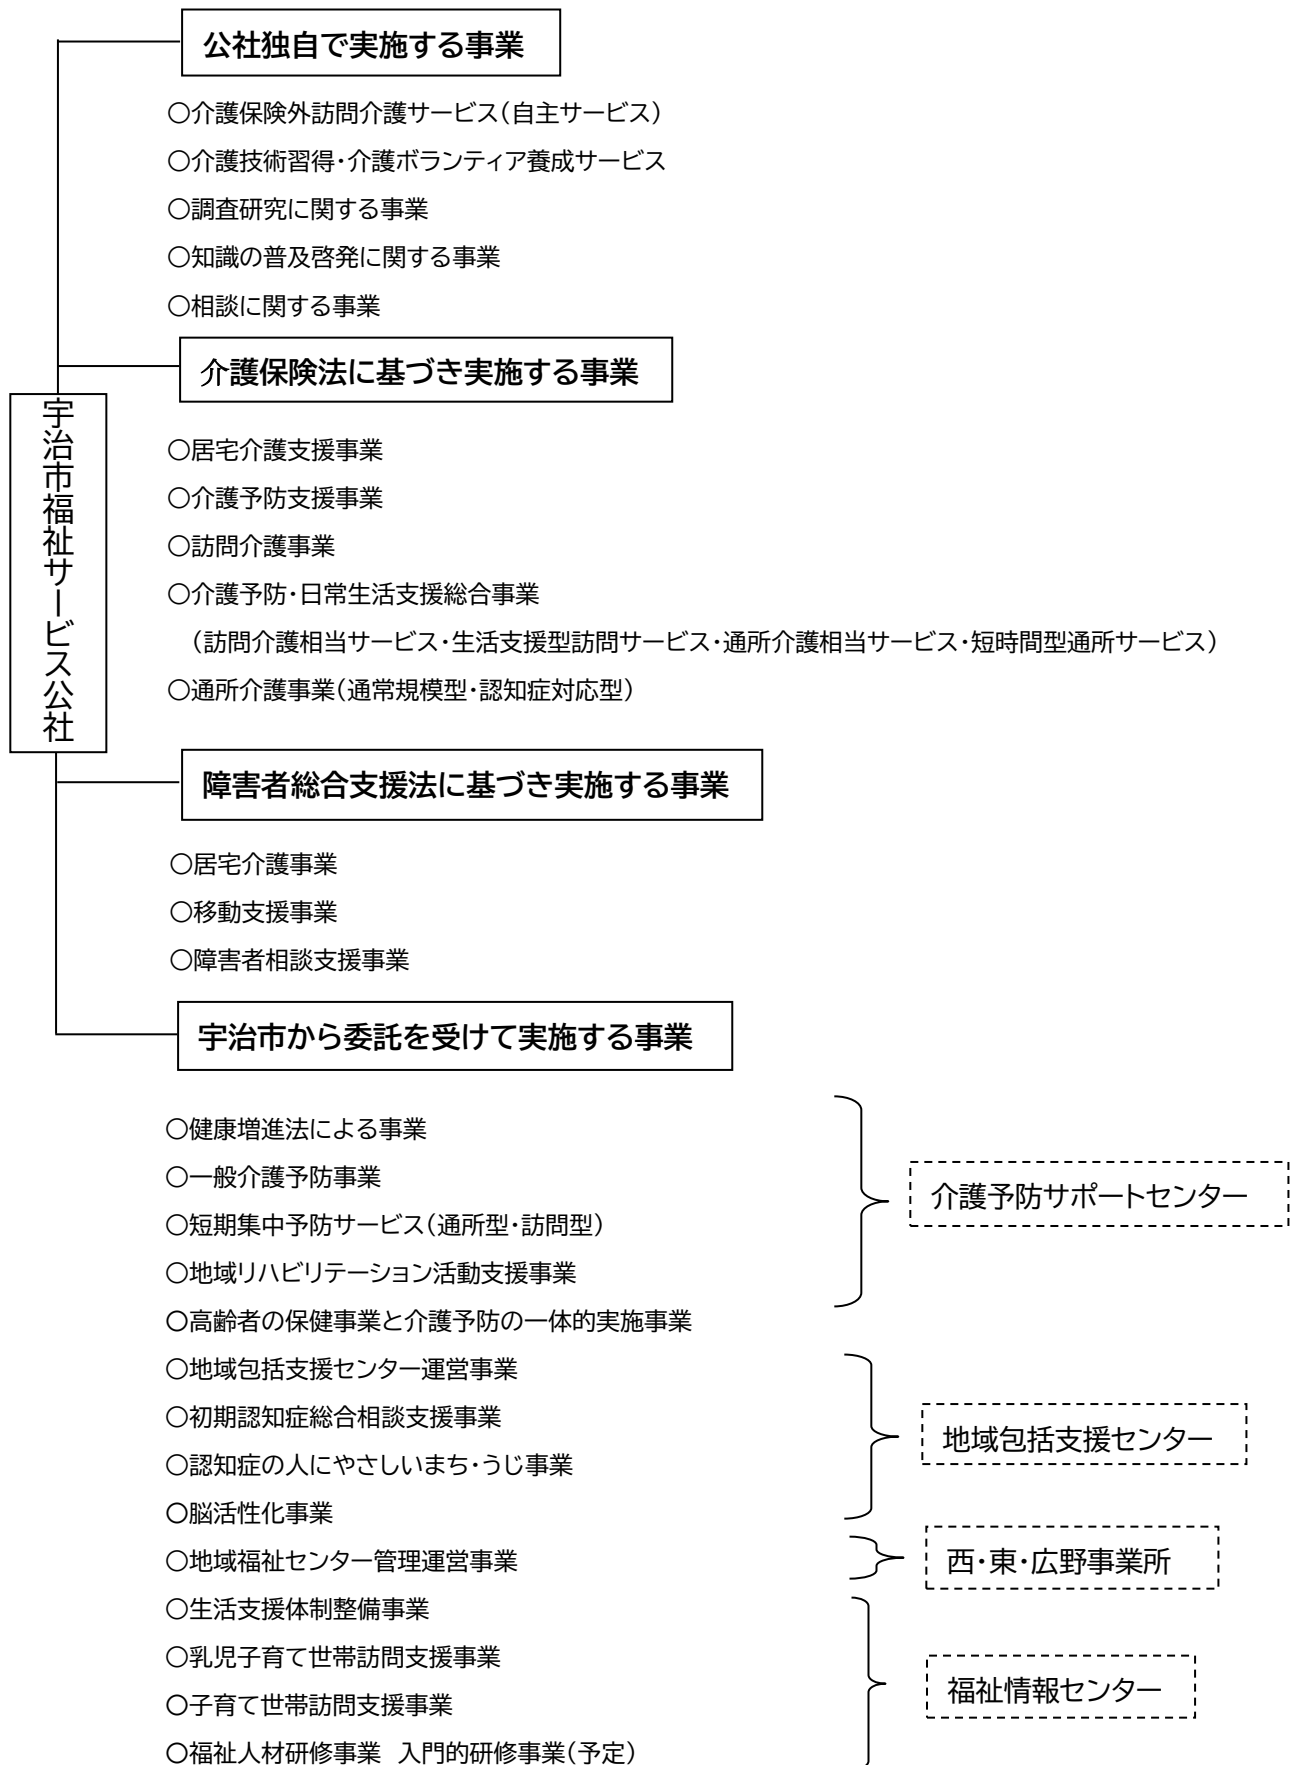 公社独自で実施する事業
○介護保険外訪問介護サービス(自主サービス)
○介護技術習得・介護ボランティア養成サービス
○調査研究に関する事業
○知識の普及啓発に関する事業
○相談に関する事業
介護保険法に基づき実施する事業
宇治市福祉サービス公社
○居宅介護支援事業
○介護予防支援事業
○訪問介護事業
○介護予防・日常生活支援総合事業
(訪問介護相当サービス・生活支援型訪問サービス・通所介護相当サービス・短時間型通所サービス)
○通所介護事業(通常規模型・認知症対応型)
障害者総合支援法に基づき実施する事業
○居宅介護事業
○移動支援事業
○障害者相談支援事業
宇治市から委託を受けて実施する事業
○健康増進法による事業
○一般介護予防事業
○短期集中予防サービス(通所型・訪問型)
○地域リハビリテーション活動支援事業
○高齢者の保健事業と介護予防の一体的実施事業
介護予防サポートセンター
○地域包括支援センター運営事業
○初期認知症総合相談支援事業
○認知症の人にやさしいまち・うじ事業
○脳活性化事業
地域包括支援センター
○地域福祉センター管理運営事業
西・東・広野事業所
○生活支援体制整備事業
○乳児子育て世帯訪問支援事業
○子育て世帯訪問支援事業
○福祉人材研修事業 入門的研修事業(予定)
福祉情報センター